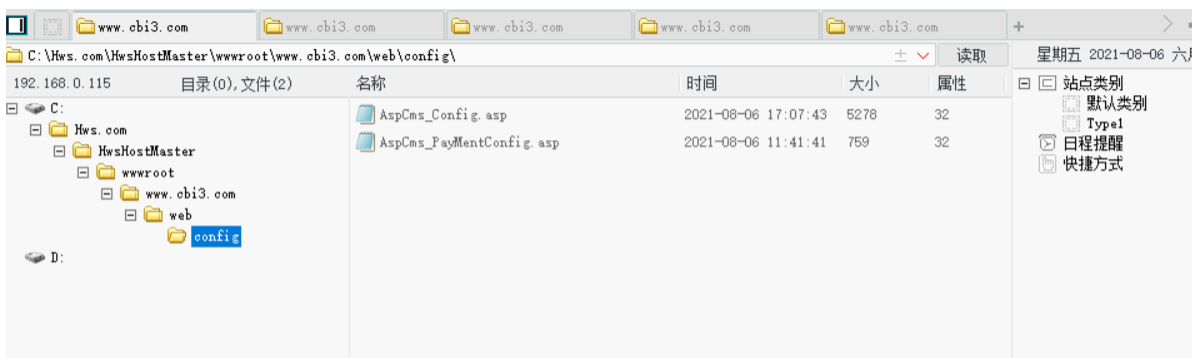 www.cbi3.com www.cbi3.com www.cbi3.com www.cbi3.com www.cbi3.com +
C:\Hws.com\HwsHostMaster\wwwroot\www.cbi3.com\web\config\ 读取 星期五 2021-08-06
192.168.0.115 目录(0),文件(2) 名称 时间 大小 属性 站点类别
C: AspCms_Config.asp 2021-08-06 17:07:43 5278 32 默认类别
Hws.com Type1
HwsHostMaster AspCms_PayMentConfig.asp 2021-08-06 11:41:41 759 32 日程提醒
wwwroot 快捷方式
www.cbi3.com
web
config
D: